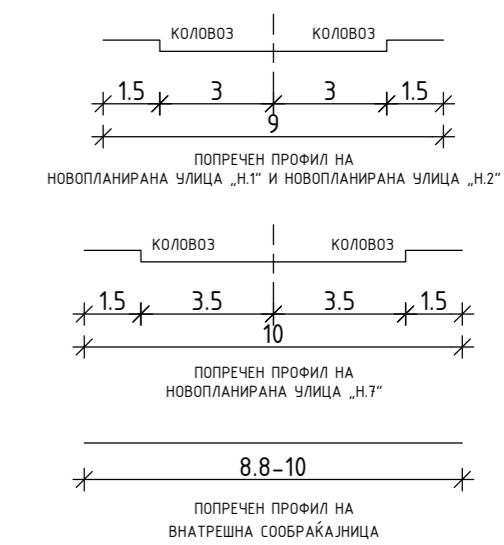 КОЛОВОЗ КОЛОВОЗ
1.5 3 3 1.5
9
ПОПРЕЧЕН ПРОФИЛ НА
НОВОПЛАНИРАНА УЛИЦА „Н.1“ И НОВОПЛАНИРАНА УЛИЦА „Н.2“
КОЛОВОЗ КОЛОВОЗ
1.5 3.5 3.5 1.5
10
ПОПРЕЧЕН ПРОФИЛ НА
НОВОПЛАНИРАНА УЛИЦА „Н.7“
8.8-10
ПОПРЕЧЕН ПРОФИЛ НА
ВНАТРЕШНА СООБРАЌАЈНИЦА